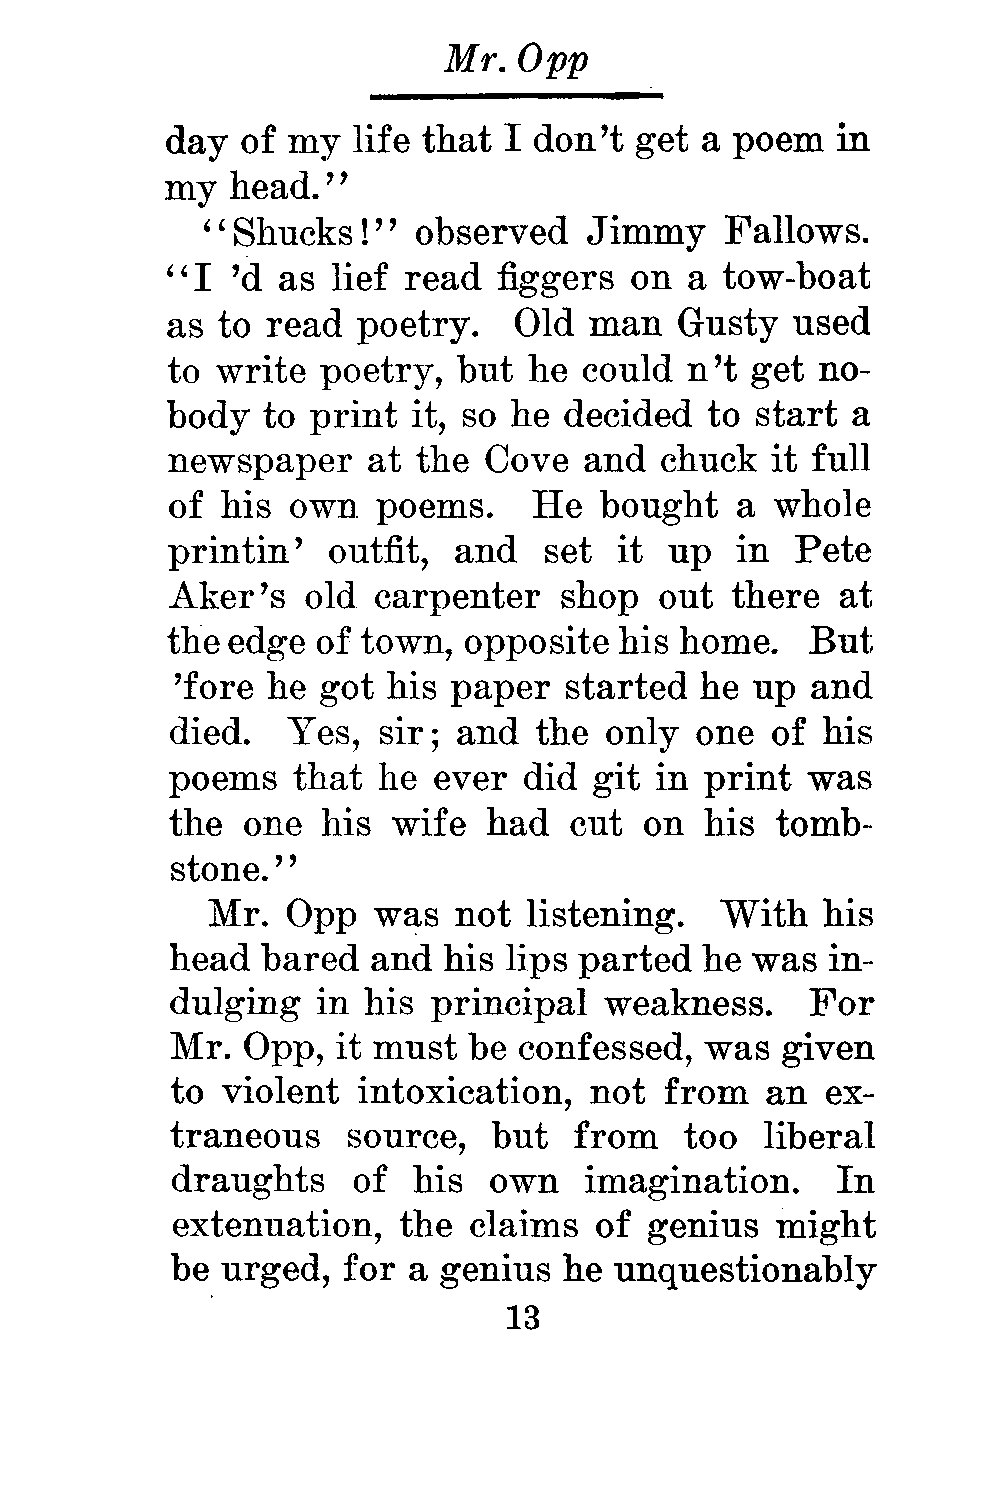 Mr. Opp
day of my life that I don't get a poem in
my head."
"Shucks!" observed Jimmy Fallows.
"I 'd as lief read figgers on a tow-boat
as to read poetry. Old man Gusty used
to write poetry, but he could n't get no-
body to print it, so he decided to start a
newspaper at the Cove and chuck it full
of his own poems. He bought a whole
printin' outfit, and set it up in Pete
Aker's old carpenter shop out there at
the edge of town, opposite his home. But
'fore he got his paper started he up and
died. Yes, sir; and the only one of his
poems that he ever did git in print was
the one his wife had cut on his tomb-
stone."
Mr. Opp was not listening. With his
head bared and his lips parted he was in-
dulging in his principal weakness. For
Mr. Opp, it must be confessed, was given
to violent intoxication, not from an ex-
traneous source, but from too liberal
draughts of his own imagination. In
extenuation, the claims of genius might
be urged, for a genius he unquestionably
13